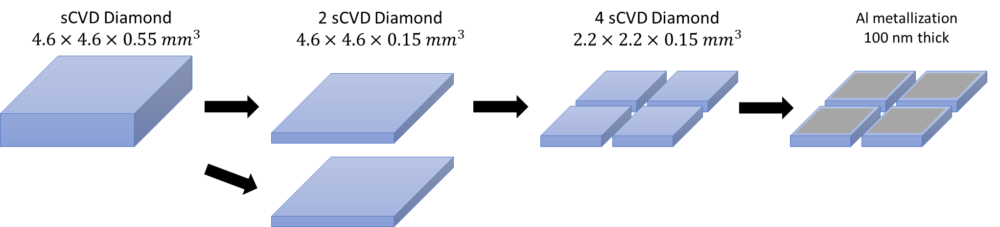 sCVD Diamond
4.6 × 4.6 × 0.55 mm³
2 sCVD Diamond
4.6 × 4.6 × 0.15 mm³
4 sCVD Diamond
2.2 × 2.2 × 0.15 mm³
Al metallization
100 nm thick